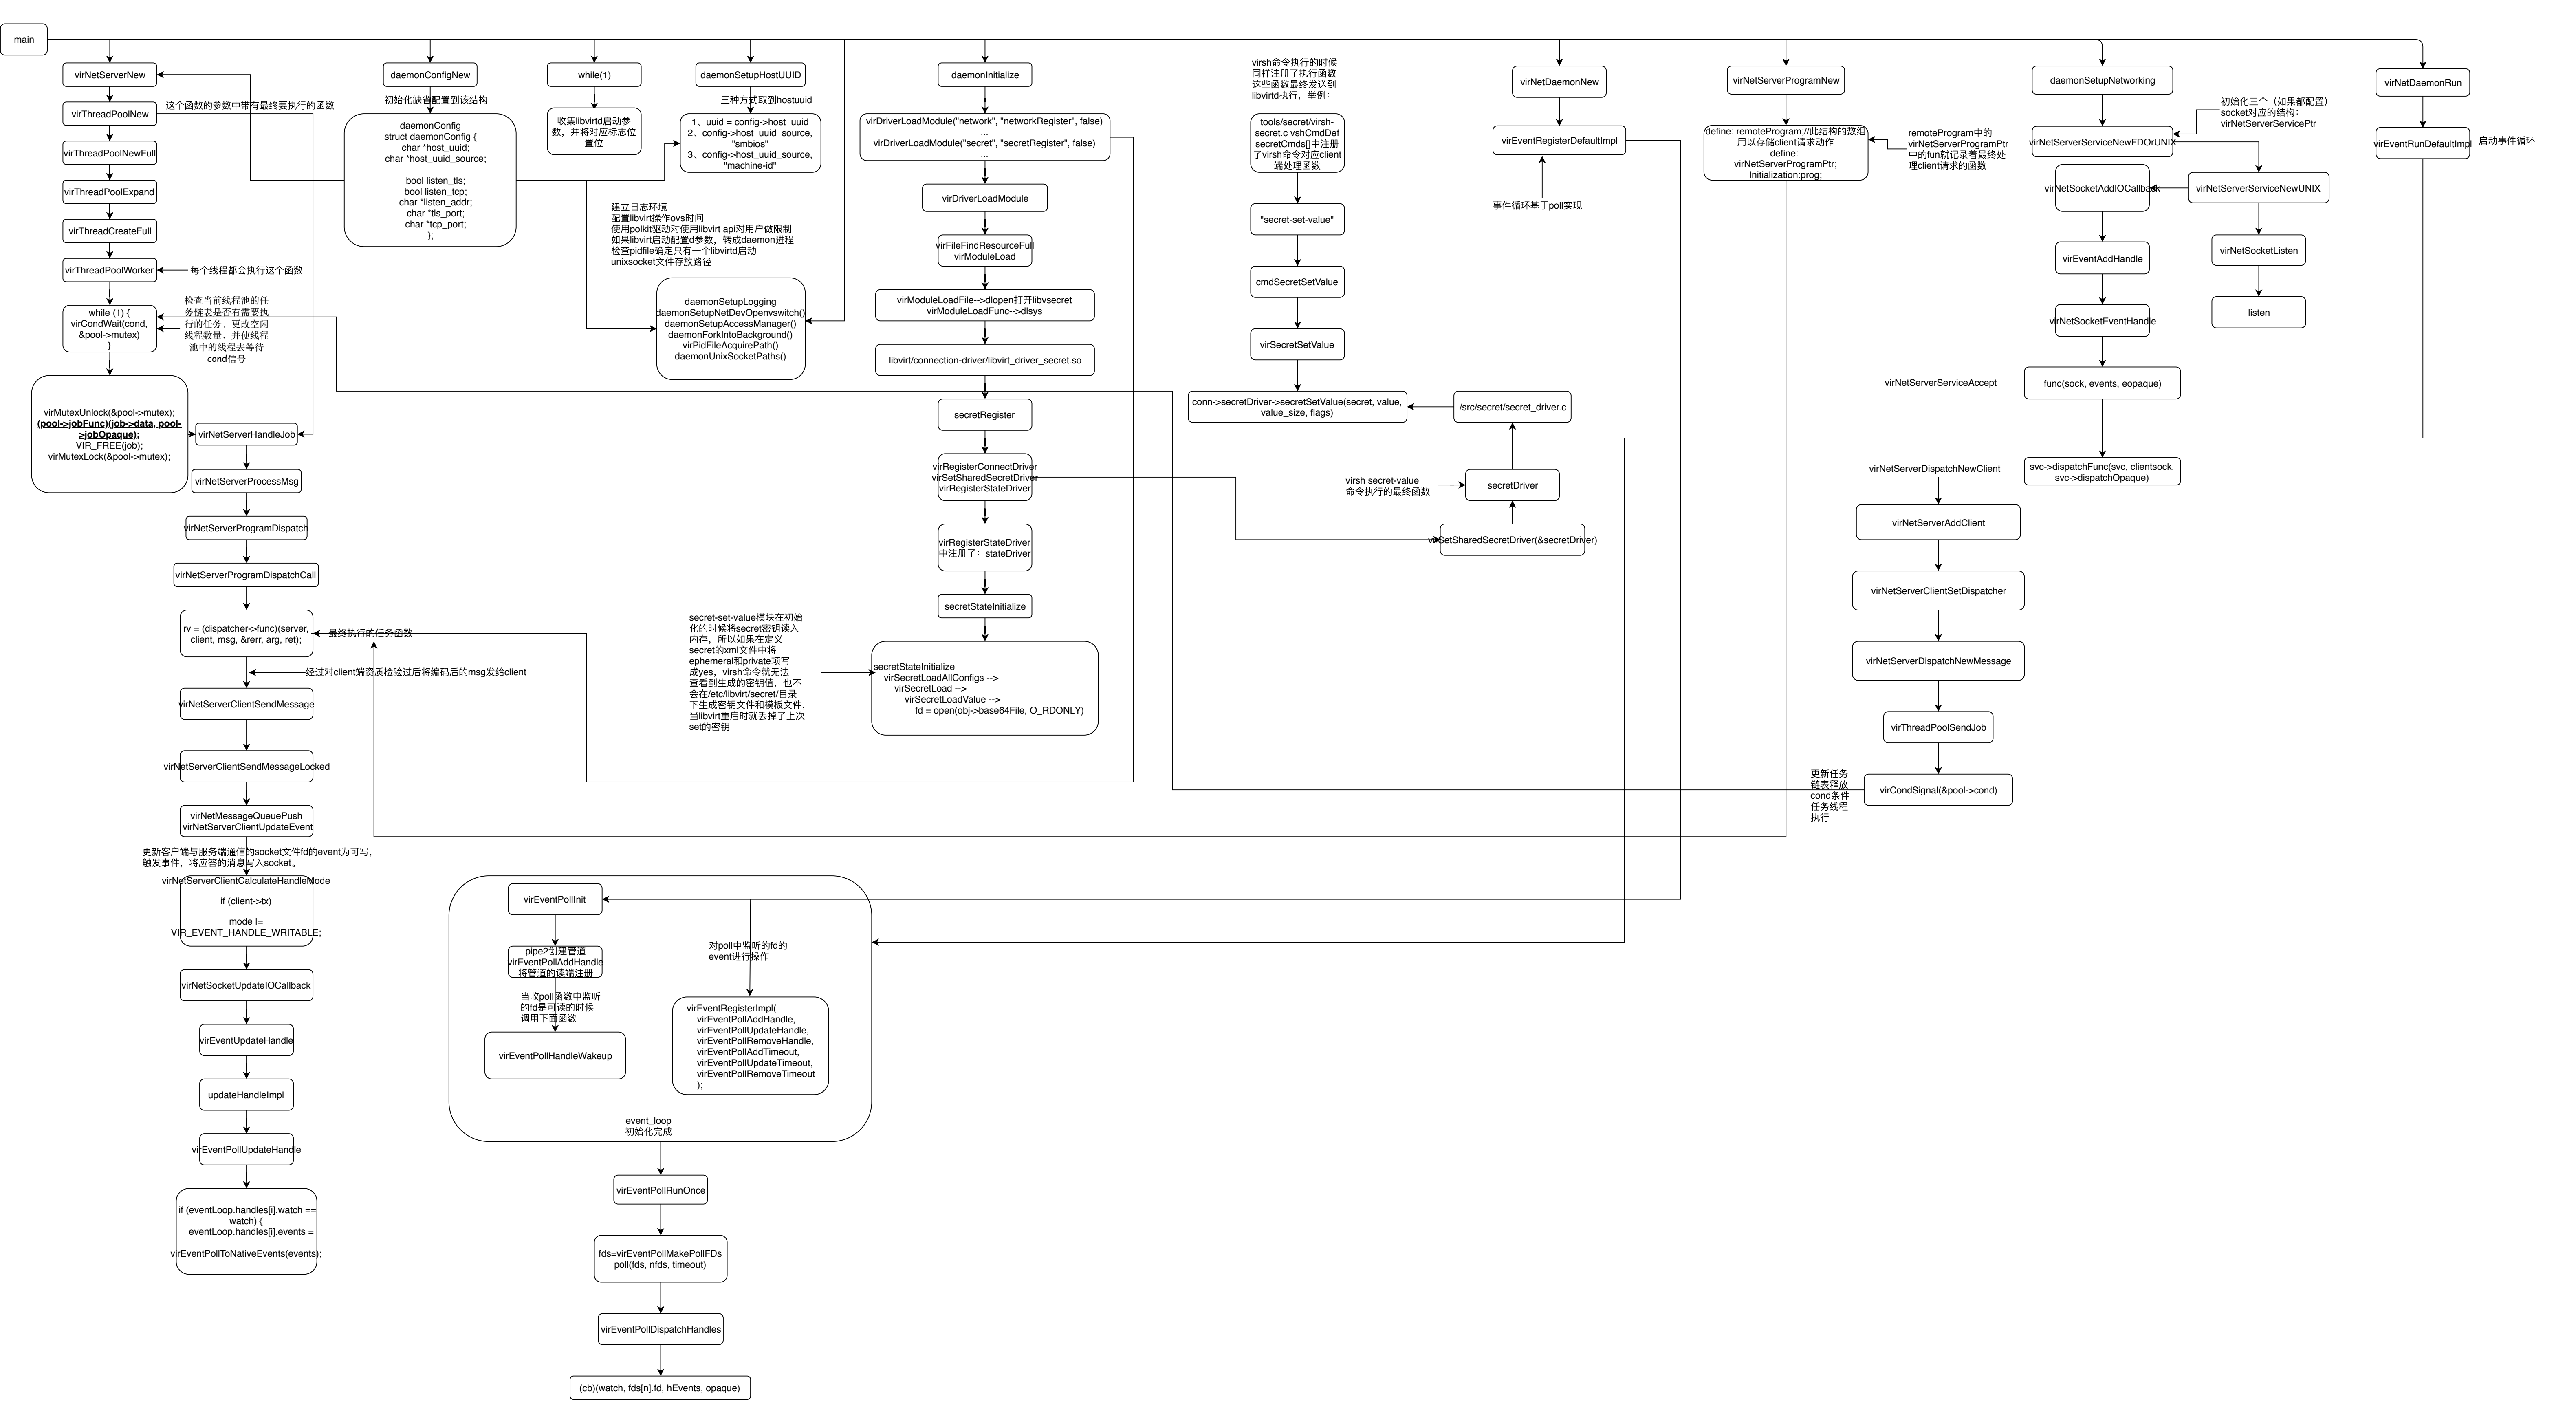 main
virNetServerNew
virThreadPoolNew
这个函数的参数中带有最终要执行的函数
virThreadPoolNewFull
virThreadPoolExpand
virThreadCreateFull
virThreadPoolWorker
每个线程都会执行这个函数
while (1) {
virCondWait(cond,
&pool->mutex)
}
检查当前线程池的任
务链表是否有需要执
行的任务，更改空闲
线程数量，并使线程
池中的线程去等待
cond信号
virMutexUnlock(&pool->mutex);
(pool->jobFunc)(job->data, pool-
>jobOpaque);
VIR_FREE(job);
virMutexLock(&pool->mutex);
virNetServerHandleJob
virNetServerProcessMsg
virNetServerProgramDispatch
virNetServerProgramDispatchCall
rv = (dispatcher->func)(server,
client, msg, &rerr, arg, ret);
最终执行的任务函数
经过对client端资质检验过后将编码后的msg发给client
virNetServerClientSendMessage
virNetServerClientSendMessageLocked
virNetMessageQueuePush
virNetServerClientUpdateEvent
更新客户端与服务端通信的socket文件fd的event为可写，
触发事件，将应答的消息写入socket。
virNetServerClientCalculateHandleMode
if (client->tx)
mode |=
VIR_EVENT_HANDLE_WRITABLE;
virNetSocketUpdateIOCallback
virEventUpdateHandle
updateHandleImpl
virEventPollUpdateHandle
if (eventLoop.handles[i].watch ==
watch) {
eventLoop.handles[i].events =
virEventPollToNativeEvents(events);
daemonConfigNew
初始化缺省配置到该结构
daemonConfig
struct daemonConfig {
char *host_uuid;
char *host_uuid_source;
bool listen_tls;
bool listen_tcp;
char *listen_addr;
char *tls_port;
char *tcp_port;
};
while(1)
收集libvirtd启动参
数，并将对应标志位
置位
daemonSetupHostUUID
三种方式取到hostuuid
1、uuid = config->host_uuid
2、config->host_uuid_source,
"smbios"
3、config->host_uuid_source,
"machine-id"
建立日志环境
配置libvirt操作ovs时间
使用polkit驱动对使用libvirt api对用户做限制
如果libvirt启动配置d参数，转成daemon进程
检查pidfile确定只有一个libvirtd启动
unixsocket文件存放路径
daemonSetupLogging
daemonSetupNetDevOpenvswitch()
daemonSetupAccessManager()
daemonForkIntoBackground()
virPidFileAcquirePath()
daemonUnixSocketPaths()
daemonInitialize
virDriverLoadModule("network", "networkRegister", false)
...
virDriverLoadModule("secret", "secretRegister", false)
...
virDriverLoadModule
virFileFindResourceFull
virModuleLoad
virModuleLoadFile-->dlopen打开libvsecret
virModuleLoadFunc-->dlsys
libvirt/connection-driver/libvirt_driver_secret.so
secretRegister
virRegisterConnectDriver
virSetSharedSecretDriver
virRegisterStateDriver
virRegisterStateDriver
中注册了：stateDriver
secretStateInitialize
secret-set-value模块在初始
化的时候将secret密钥读入
内存，所以如果在定义
secret的xml文件中将
ephemeral和private项写
成yes，virsh命令就无法
查看到生成的密钥值，也不
会在/etc/libvirt/secret/目录
下生成密钥文件和模板文件，
当libvirt重启时就丢掉了上次
set的密钥
secretStateInitialize
virSecretLoadAllConfigs -->
virSecretLoad -->
virSecretLoadValue -->
fd = open(obj->base64File, O_RDONLY)
virsh命令执行的时候
同样注册了执行函数
这些函数最终发送到
libvirtd执行，举例：
tools/secret/virsh-
secret.c vshCmdDef
secretCmds[]中注册
了virsh命令对应client
端处理函数
"secret-set-value"
cmdSecretSetValue
virSecretSetValue
conn->secretDriver->secretSetValue(secret, value,
value_size, flags)
/src/secret/secret_driver.c
virsh secret-value
命令执行的最终函数
secretDriver
virSetSharedSecretDriver(&secretDriver)
virNetDaemonNew
virEventRegisterDefaultImpl
事件循环基于poll实现
virNetServerProgramNew
define: remoteProgram;//此结构的数组
用以存储client请求动作
define:
virNetServerProgramPtr;
Initialization:prog;
remoteProgram中的
virNetServerProgramPtr
中的fun就记录着最终处
理client请求的函数
daemonSetupNetworking
初始化三个（如果都配置）
socket对应的结构：
virNetServerServicePtr
virNetServerServiceNewFDOrUNIX
virNetSocketAddIOCallback
virNetServerServiceNewUNIX
virEventAddHandle
virNetSocketListen
virNetSocketEventHandle
listen
virNetServerServiceAccept
func(sock, events, eopaque)
virNetServerDispatchNewClient
svc->dispatchFunc(svc, clientsock,
svc->dispatchOpaque)
virNetServerAddClient
virNetServerClientSetDispatcher
virNetServerDispatchNewMessage
virThreadPoolSendJob
更新任务
链表释放
cond条件
任务线程
执行
virCondSignal(&pool->cond)
virNetDaemonRun
virEventRunDefaultImpl
启动事件循环
virEventPollInit
pipe2创建管道
virEventPollAddHandle
将管道的读端注册
当收poll函数中监听
的fd是可读的时候
调用下面函数
virEventPollHandleWakeup
对poll中监听的fd的
event进行操作
virEventRegisterImpl(
virEventPollAddHandle,
virEventPollUpdateHandle,
virEventPollRemoveHandle,
virEventPollAddTimeout,
virEventPollUpdateTimeout,
virEventPollRemoveTimeout
);
event_loop
初始化完成
virEventPollRunOnce
fds=virEventPollMakePollFDs
poll(fds, nfds, timeout)
virEventPollDispatchHandles
(cb)(watch, fds[n].fd, hEvents, opaque)